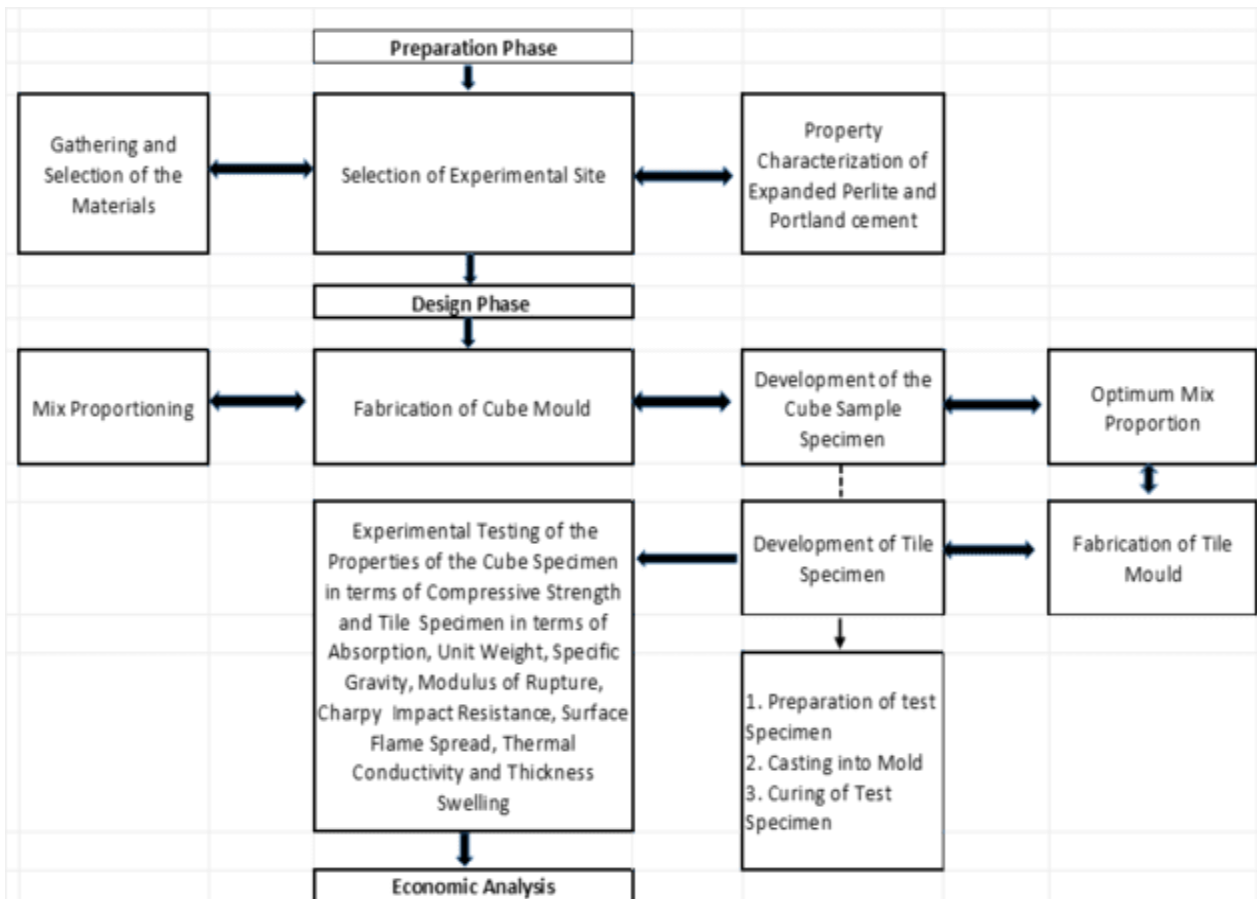 Preparation Phase
Gathering and
Selection of the
Materials
Selection of Experimental Site
Property
Characterization of
Expanded Perlite and
Portland cement
Design Phase
Mix Proportioning
Fabrication of Cube Mould
Development of the
Cube Sample
Specimen
Optimum Mix
Proportion
Experimental Testing of the
Properties of the Cube Specimen
in terms of Compressive Strength
and Tile Specimen in terms of
Absorption, Unit Weight, Specific
Gravity, Modulus of Rupture,
Charpy Impact Resistance, Surface
Flame Spread, Thermal
Conductivity and Thickness
Swelling
Development of Tile
Specimen
Fabrication of Tile
Mould
1. Preparation of test
Specimen
2. Casting into Mold
3. Curing of Test
Specimen
Economic Analysis